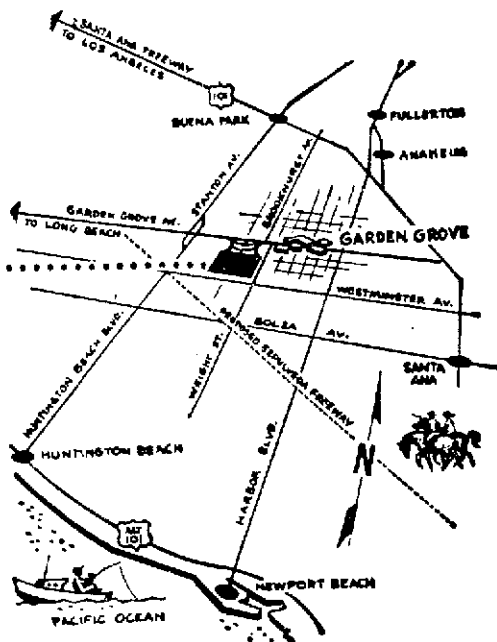 SANTA ANA FREEWAY
TO LOS ANGELES
101
BUENA PARK
FULLERTON
ANAHEIM
STANTON AV.
BROOKHURST AV.
GARDEN GROVE AV.
TO LONG BEACH
GARDEN GROVE
WESTMINSTER AV.
BOLSA AV.
PROPOSED SEPULVEDA FREEWAY
WRIGHT ST.
HUNTINGTON BEACH BLVD.
SANTA
ANA
HUNTINGTON BEACH
HARBOR BLVD.
N
ALT
101
NEWPORT BEACH
PACIFIC OCEAN